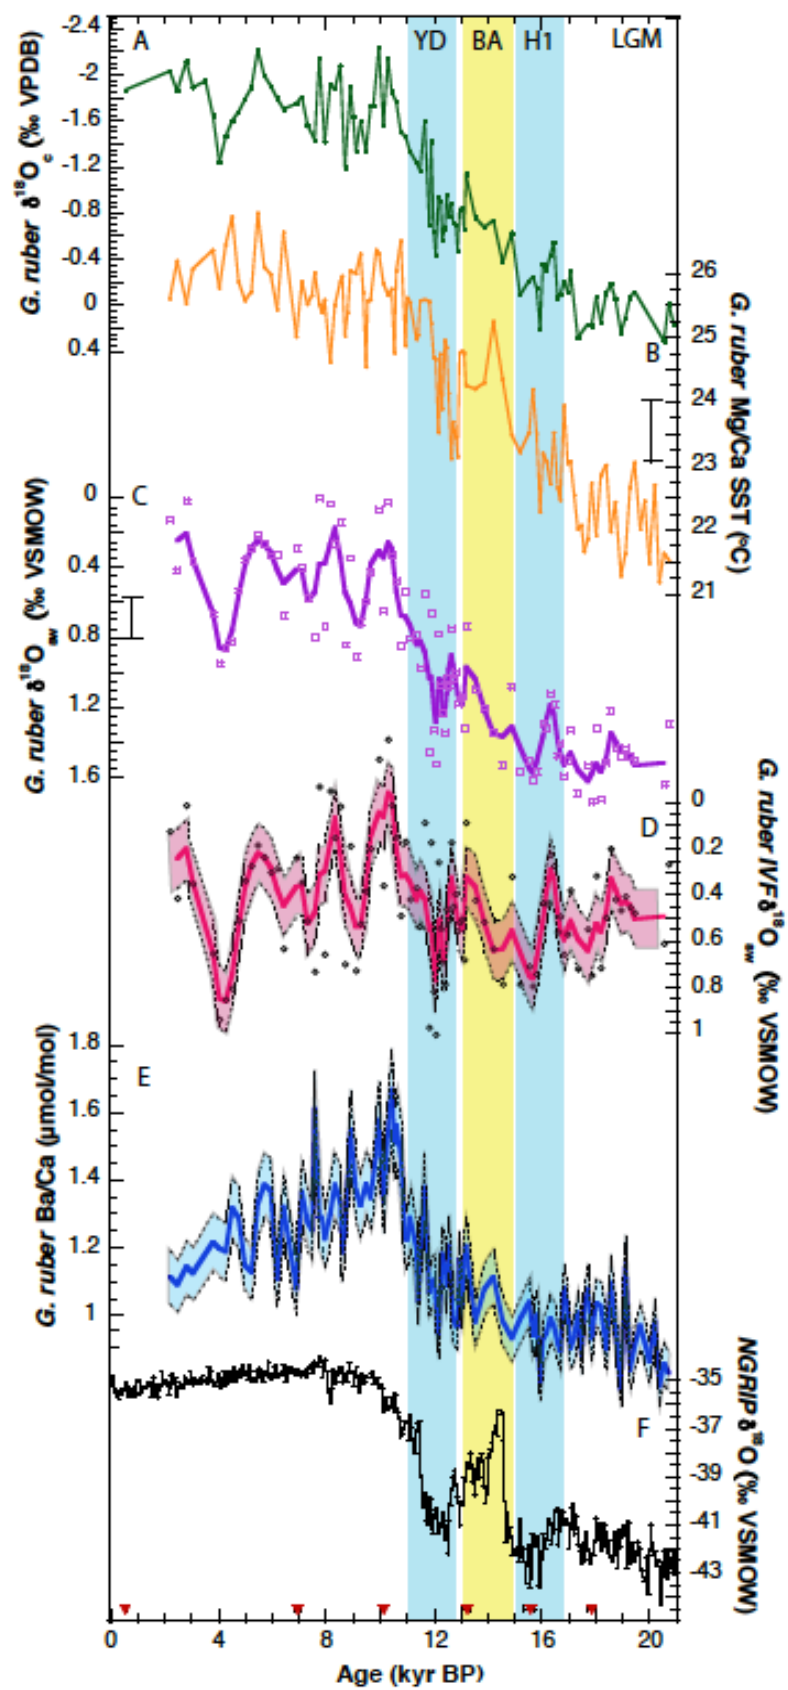 A
YD
BA
H1
LGM
-2.4
-2
-1.6
-1.2
-0.8
-0.4
0
0.4
G. ruber δ¹⁸Oc (‰ VPDB)
B
26
25
24
23
22
21
G. ruber Mg/Ca SST (ºC)
C
0
0.4
0.8
1.2
1.6
G. ruber δ¹⁸Osw (‰ VSMOW)
D
0
0.2
0.4
0.6
0.8
1
G. ruber IVF δ¹⁸Osw (‰ VSMOW)
E
1.8
1.6
1.4
1.2
1
G. ruber Ba/Ca (µmol/mol)
F
-35
-37
-39
-41
-43
NGRIP δ¹⁸O (‰ VSMOW)
0 4 8 12 16 20
Age (kyr BP)